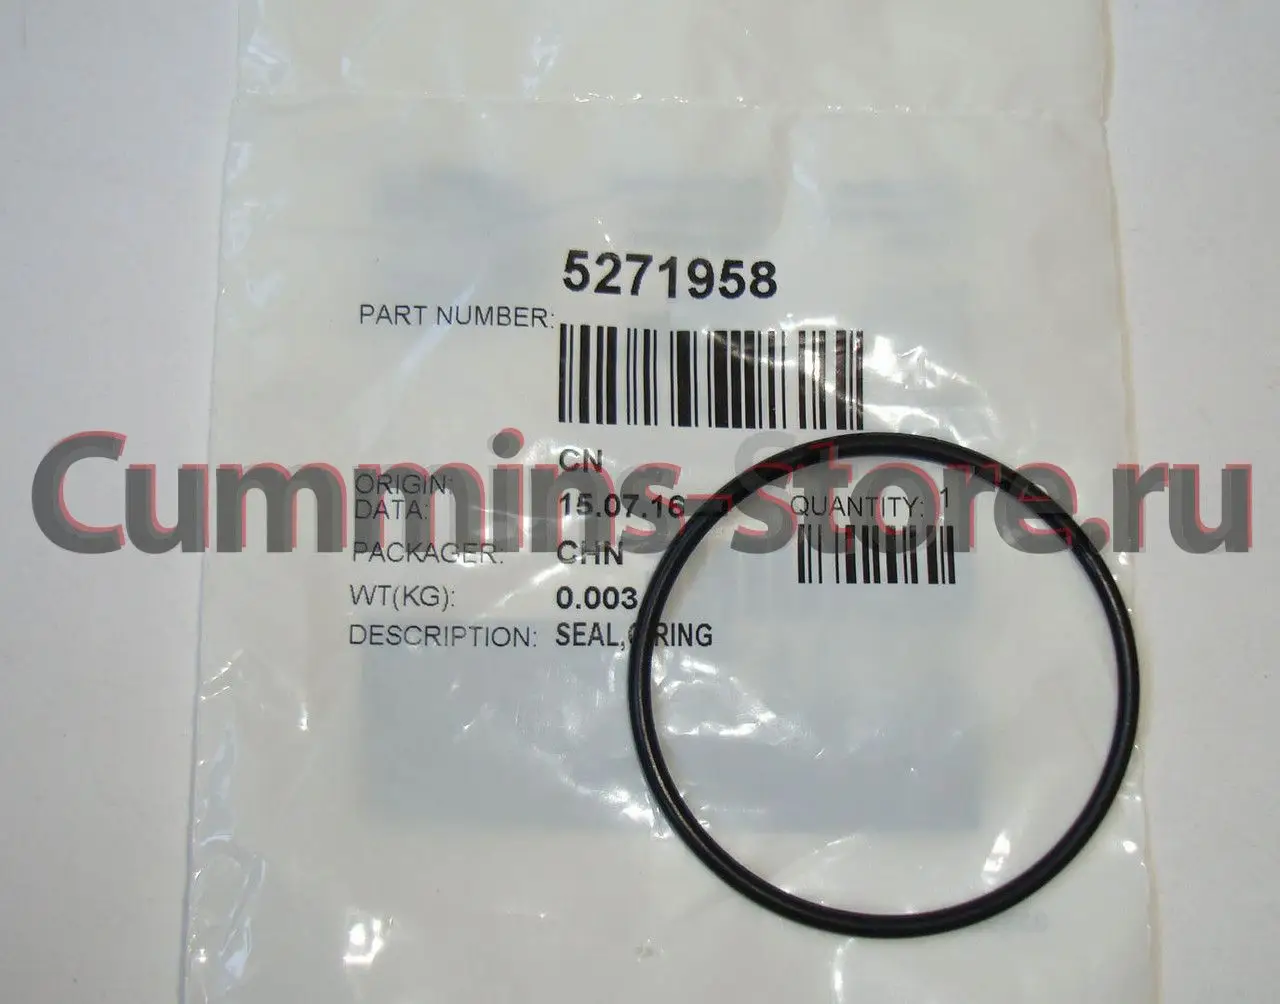 5271958
PART NUMBER:
CN
ORIGIN:
DATA: 15.07.16 QUANTITY: 1
Cummins-Store.ru
PACKAGER: CHN
WT(KG): 0.003
DESCRIPTION: SEAL, RING